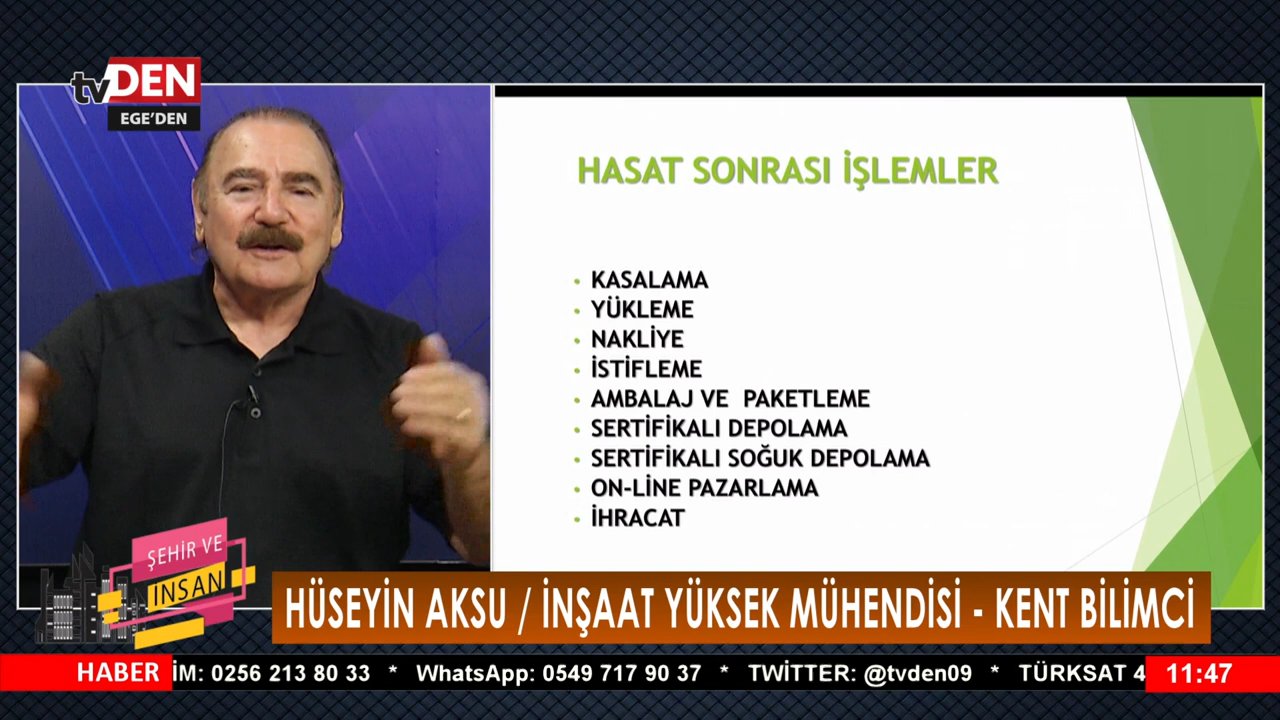 tvDEN
EGE'DEN
HASAT SONRASI İŞLEMLER
• KASALAMA
• YÜKLEME
• NAKLİYE
• İSTİFLEME
• AMBALAJ VE PAKETLEME
• SERTİFİKALI DEPOLAMA
• SERTİFİKALI SOĞUK DEPOLAMA
• ON-LİNE PAZARLAMA
• İHRACAT
ŞEHİR VE
INSAN
HÜSEYİN AKSU / İNŞAAT YÜKSEK MÜHENDİSİ - KENT BİLİMCİ
HABER İM: 0256 213 80 33 * WhatsApp: 0549 717 90 37 * TWİTTER: @tvden09 * TÜRKSAT 4 11:47